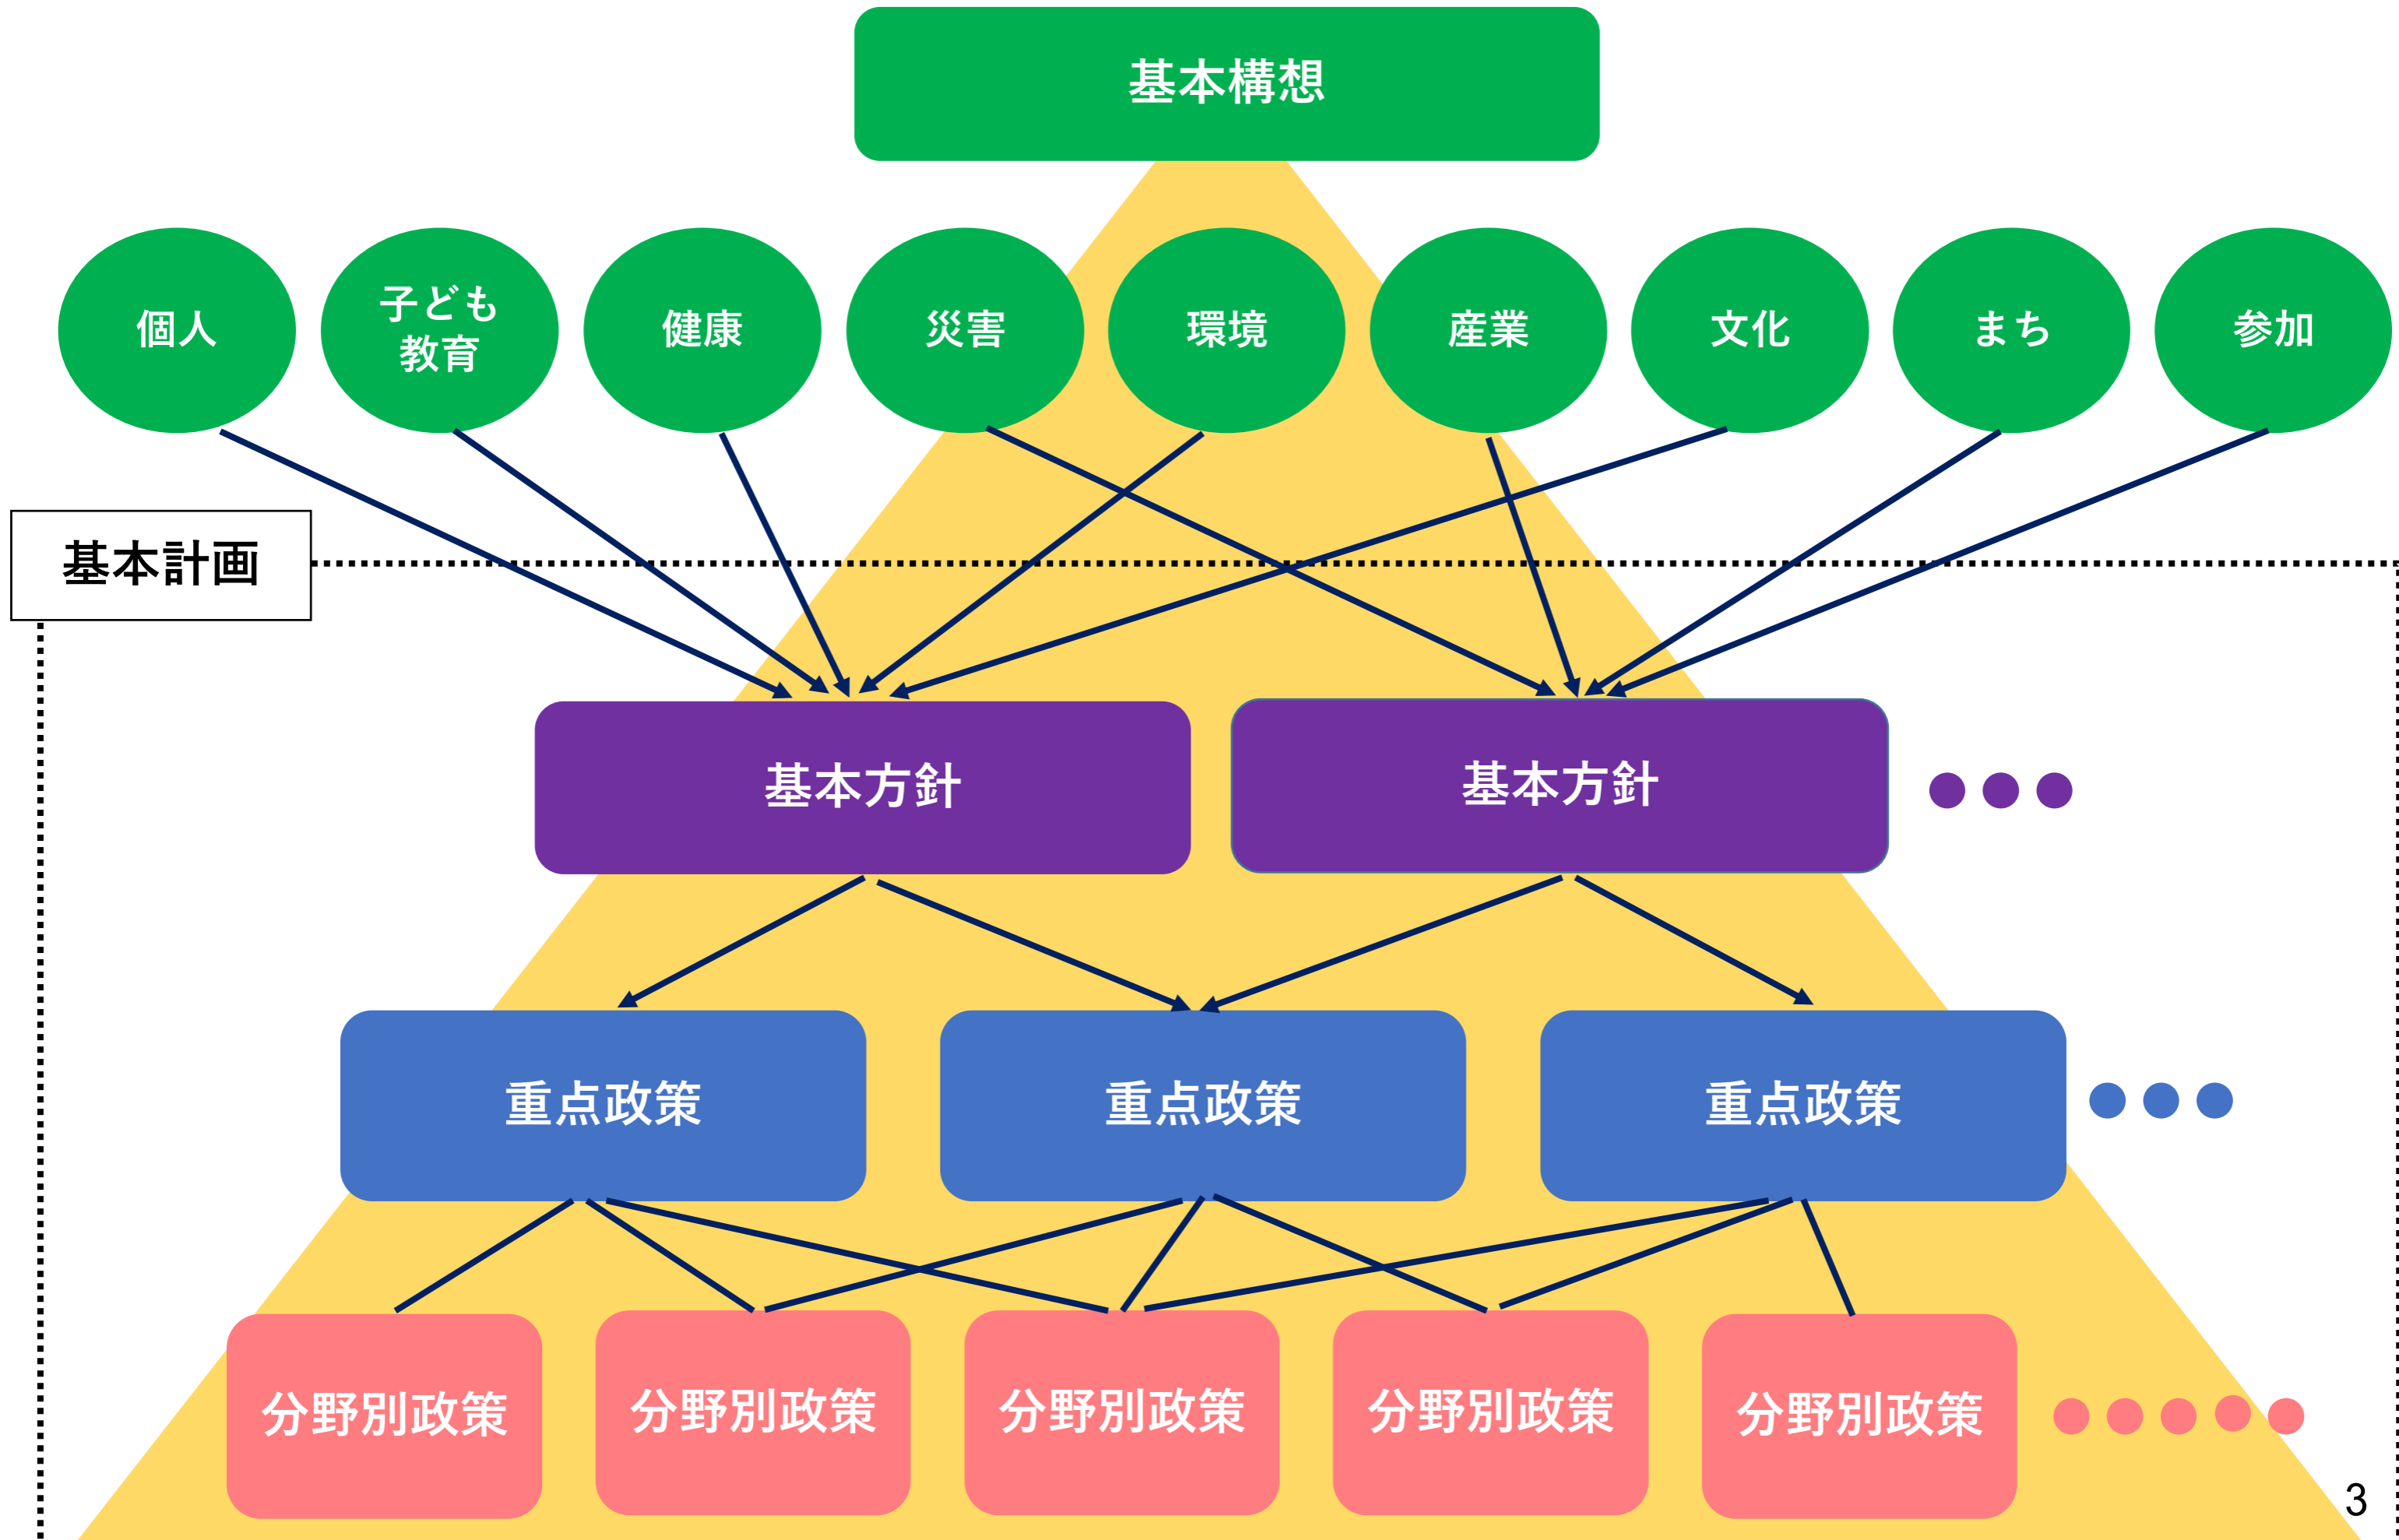 基本構想
個人
子ども
教育
健康
災害
環境
産業
文化
まち
参加
基本計画
基本方針
基本方針
重点政策
重点政策
重点政策
分野別政策
分野別政策
分野別政策
分野別政策
分野別政策
3